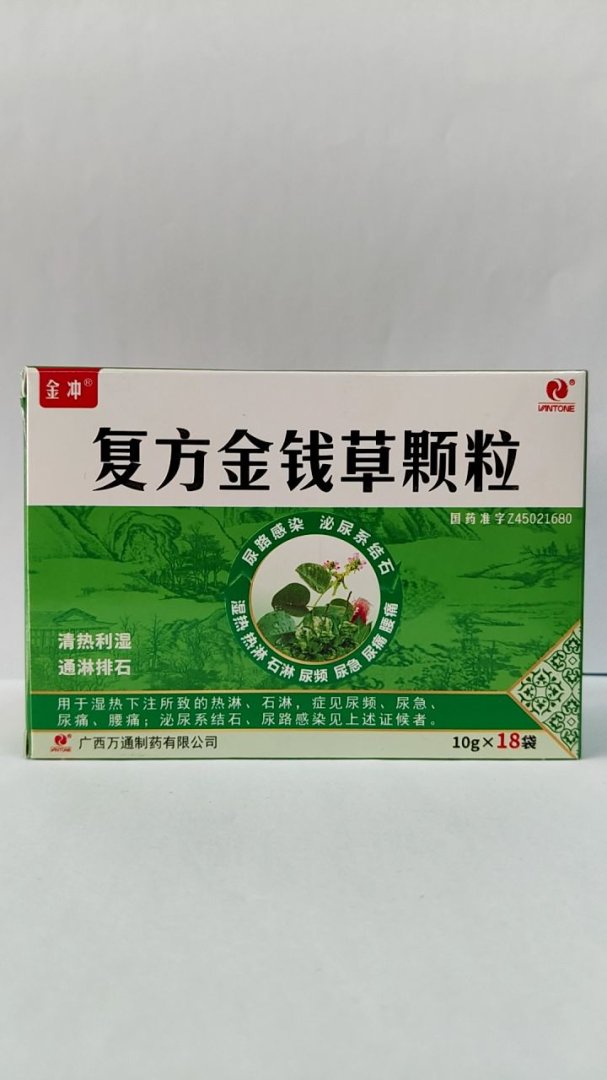 金冲®
VANTONE®
复方金钱草颗粒
国药准字Z45021680
尿路感染 泌尿系结石
湿热 热淋 石淋 尿频 尿急 尿痛 腰痛
清热利湿
通淋排石
用于湿热下注所致的热淋、石淋，症见尿频、尿急、
尿痛、腰痛；泌尿系结石、尿路感染见上述证候者。
VANTONE 广西万通制药有限公司
10g×18袋